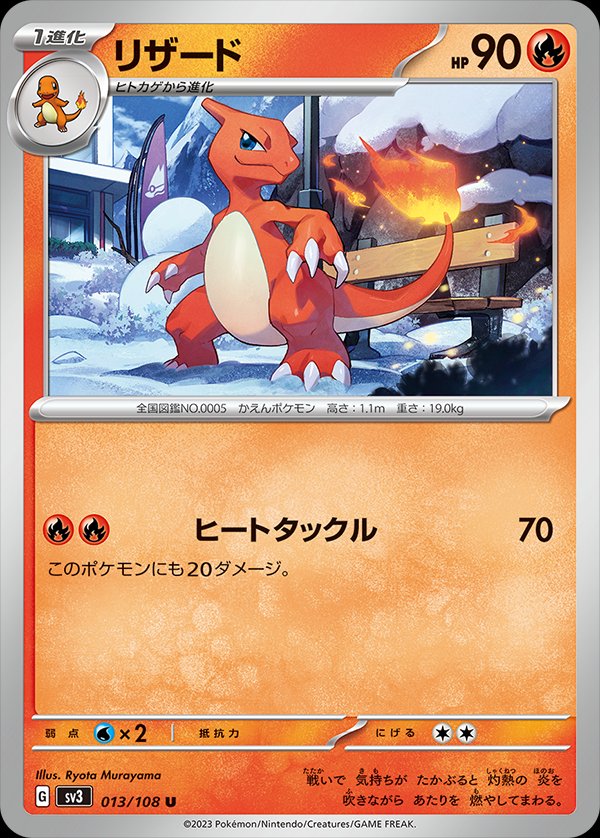 1進化
リザード
HP90
ヒトカゲから進化
全国図鑑NO.0005 かえんポケモン 高さ:1.1m 重さ:19.0kg
ヒートタックル 70
このポケモンにも20ダメージ。
弱点 ×2 抵抗力 にげる
Illus. Ryota Murayama
G sv3 013/108 U
戦いで 気持ちが たかぶると 灼熱の 炎を
吹きながら あたりを 燃やしてまわる。
©2023 Pokémon/Nintendo/Creatures/GAME FREAK.